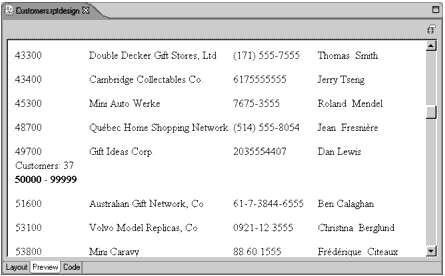 Customers.rptdesign
43300 Double Decker Gift Stores, Ltd (171) 555-7555 Thomas Smith
43400 Cambridge Collectables Co. 6175555555 Jerry Tseng
45300 Mini Auto Werke 7675-3555 Roland Mendel
48700 Québec Home Shopping Network (514) 555-8054 Jean Fresnière
49700 Gift Ideas Corp. 2035554407 Dan Lewis
Customers: 37
50000 - 99999
51600 Australian Gift Network, Co 61-7-3844-6555 Ben Calaghan
53100 Volvo Model Replicas, Co 0921-12 3555 Christina Berglund
53800 Mini Caravy 88.60.1555 Frédérique Citeaux
Layout Preview Code